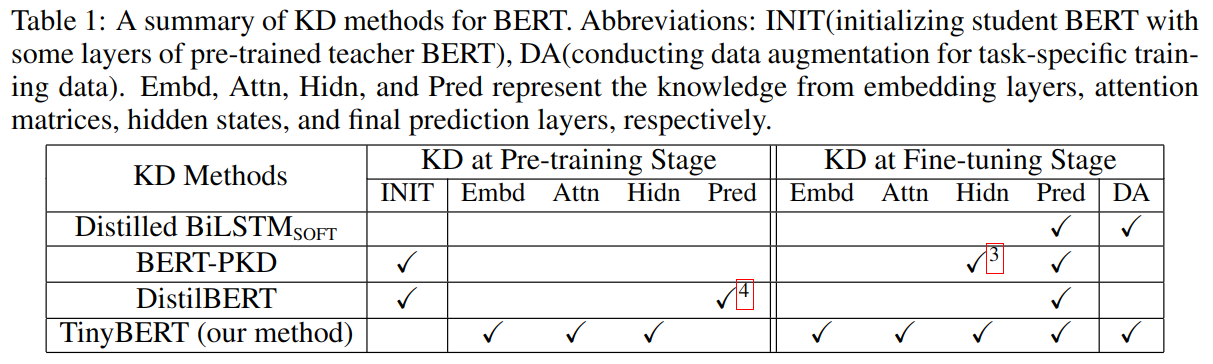 Table 1: A summary of KD methods for BERT. Abbreviations: INIT(initializing student BERT with
some layers of pre-trained teacher BERT), DA(conducting data augmentation for task-specific train-
ing data). Embd, Attn, Hidn, and Pred represent the knowledge from embedding layers, attention
matrices, hidden states, and final prediction layers, respectively.
KD Methods KD at Pre-training Stage KD at Fine-tuning Stage
INIT Embd Attn Hidn Pred Embd Attn Hidn Pred DA
Distilled BiLSTM SOFT ✓ ✓
BERT-PKD ✓ ✓3 ✓
DistilBERT ✓ ✓4 ✓
TinyBERT (our method) ✓ ✓ ✓ ✓ ✓ ✓ ✓ ✓